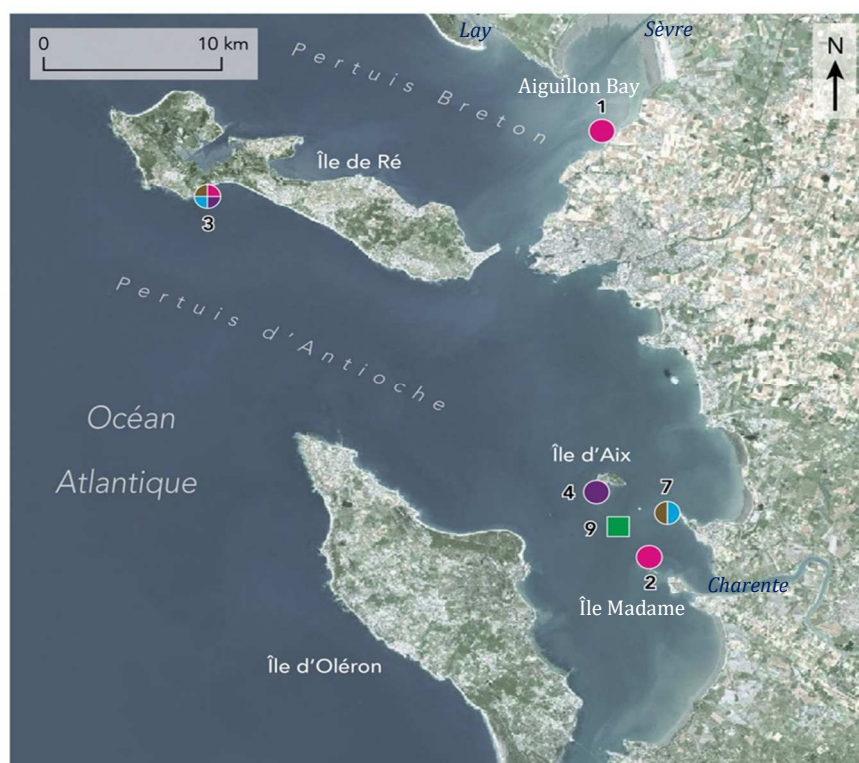 0 10 km
Lay
Sèvre
N
Pertuis Breton
Aiguillon Bay
1
Île de Ré
3
Pertuis d'Antioche
Océan
Atlantique
Île d'Aix
4
7
9
2
Charente
Île Madame
Île d'Oléron